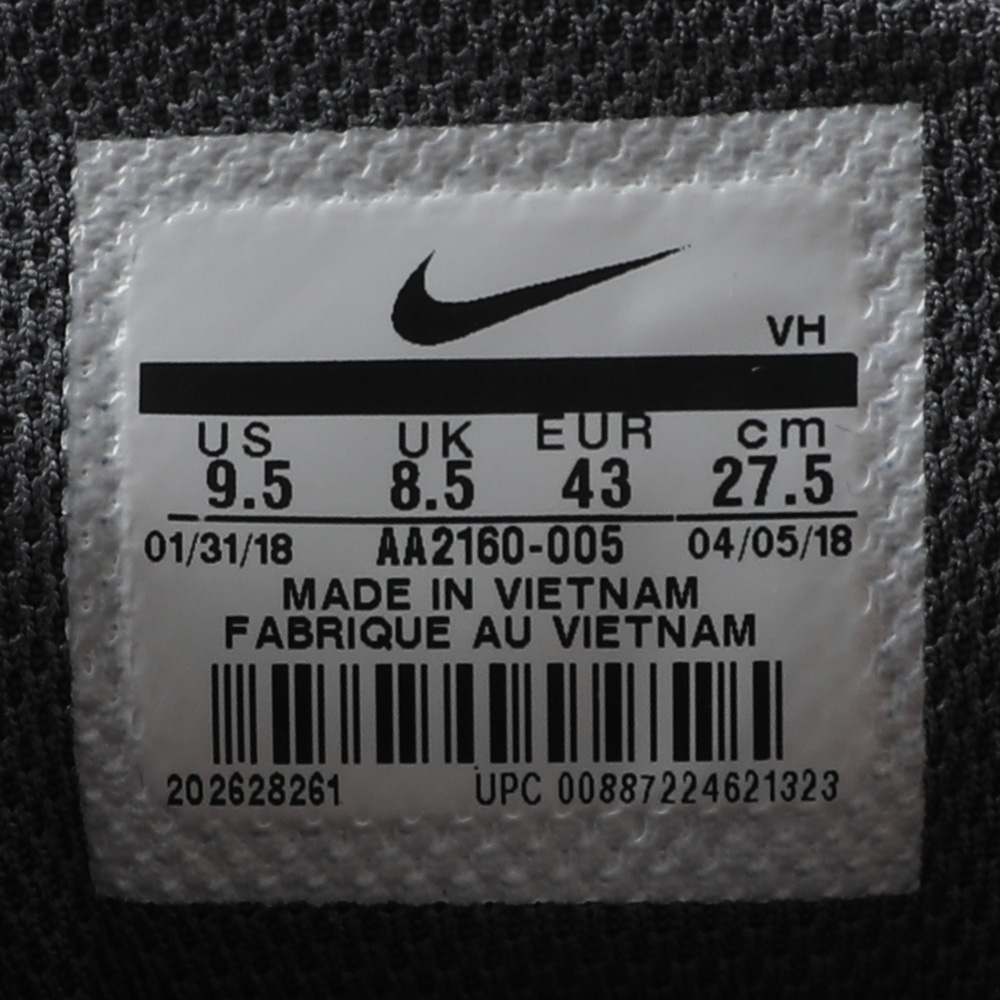 VH
US UK EUR cm
9.5 8.5 43 27.5
01/31/18 AA2160-005 04/05/18
MADE IN VIETNAM
FABRIQUE AU VIETNAM
202628261 UPC 00887224621323